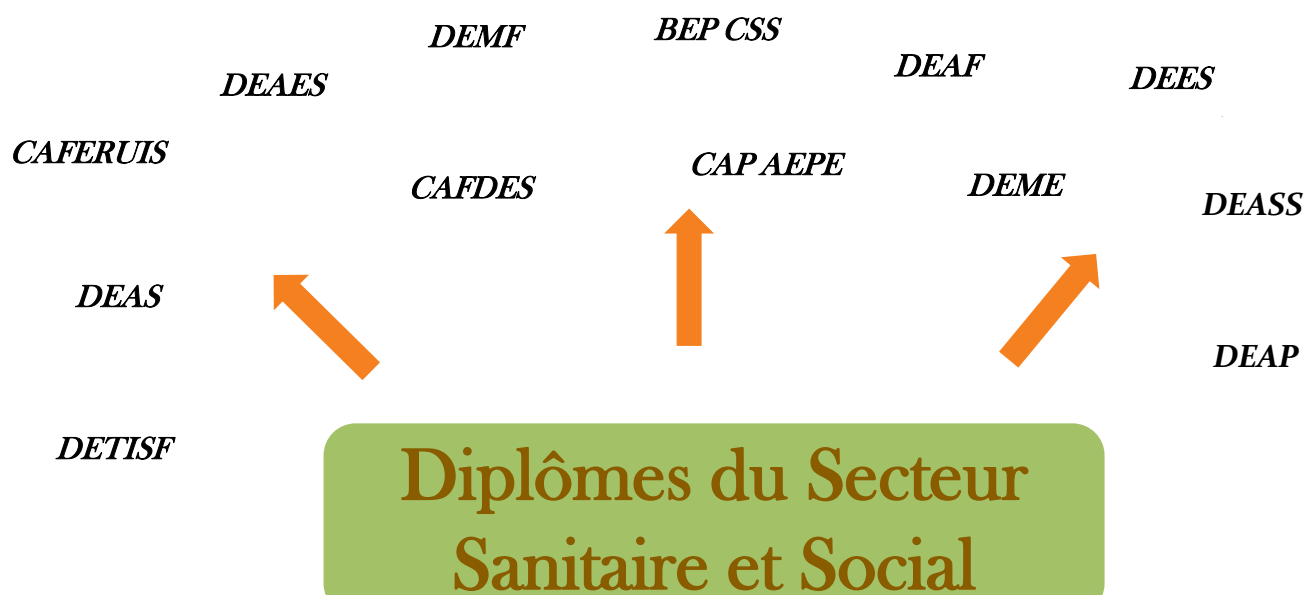 DEMF
BEP CSS
DEAF
DEES
DEAES
CAFERUIS
CAFDES
CAP AEPE
DEME
DEASS
DEAS
DEAP
DETISF
Diplômes du Secteur
Sanitaire et Social